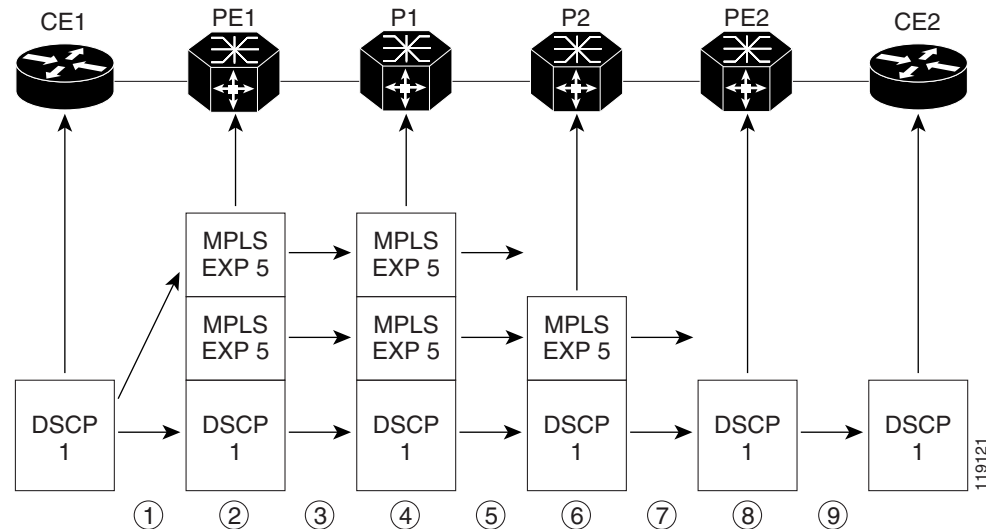 CE1 PE1 P1 P2 PE2 CE2
MPLS
EXP 5
MPLS
EXP 5
MPLS
EXP 5
MPLS
EXP 5
MPLS
EXP 5
DSCP
1
DSCP
1
DSCP
1
DSCP
1
DSCP
1
DSCP
1
1 2 3 4 5 6 7 8 9
119121